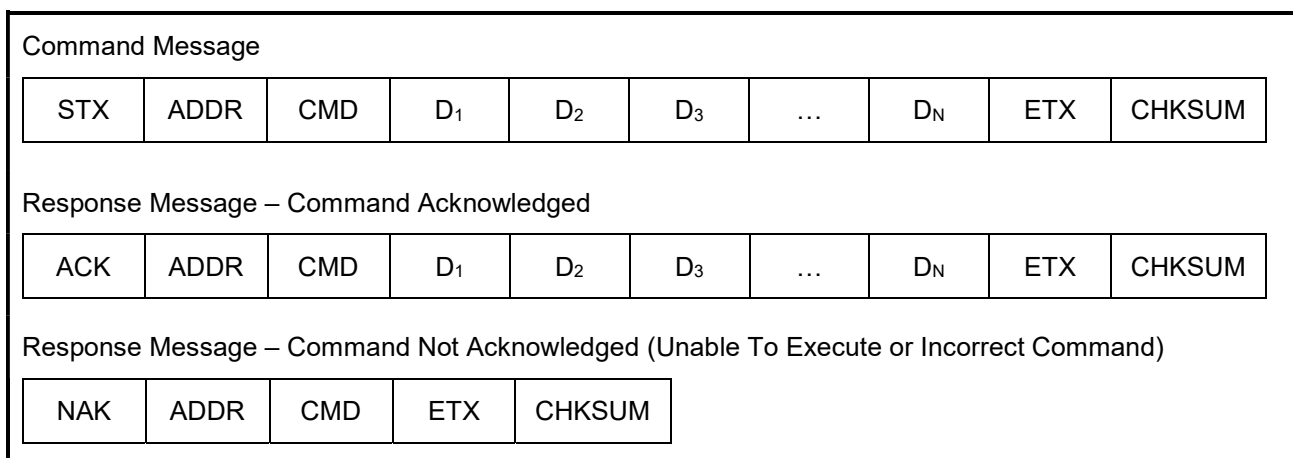 Command Message
STX ADDR CMD D₁ D₂ D₃ … D_N ETX CHKSUM
Response Message – Command Acknowledged
ACK ADDR CMD D₁ D₂ D₃ … D_N ETX CHKSUM
Response Message – Command Not Acknowledged (Unable To Execute or Incorrect Command)
NAK ADDR CMD ETX CHKSUM